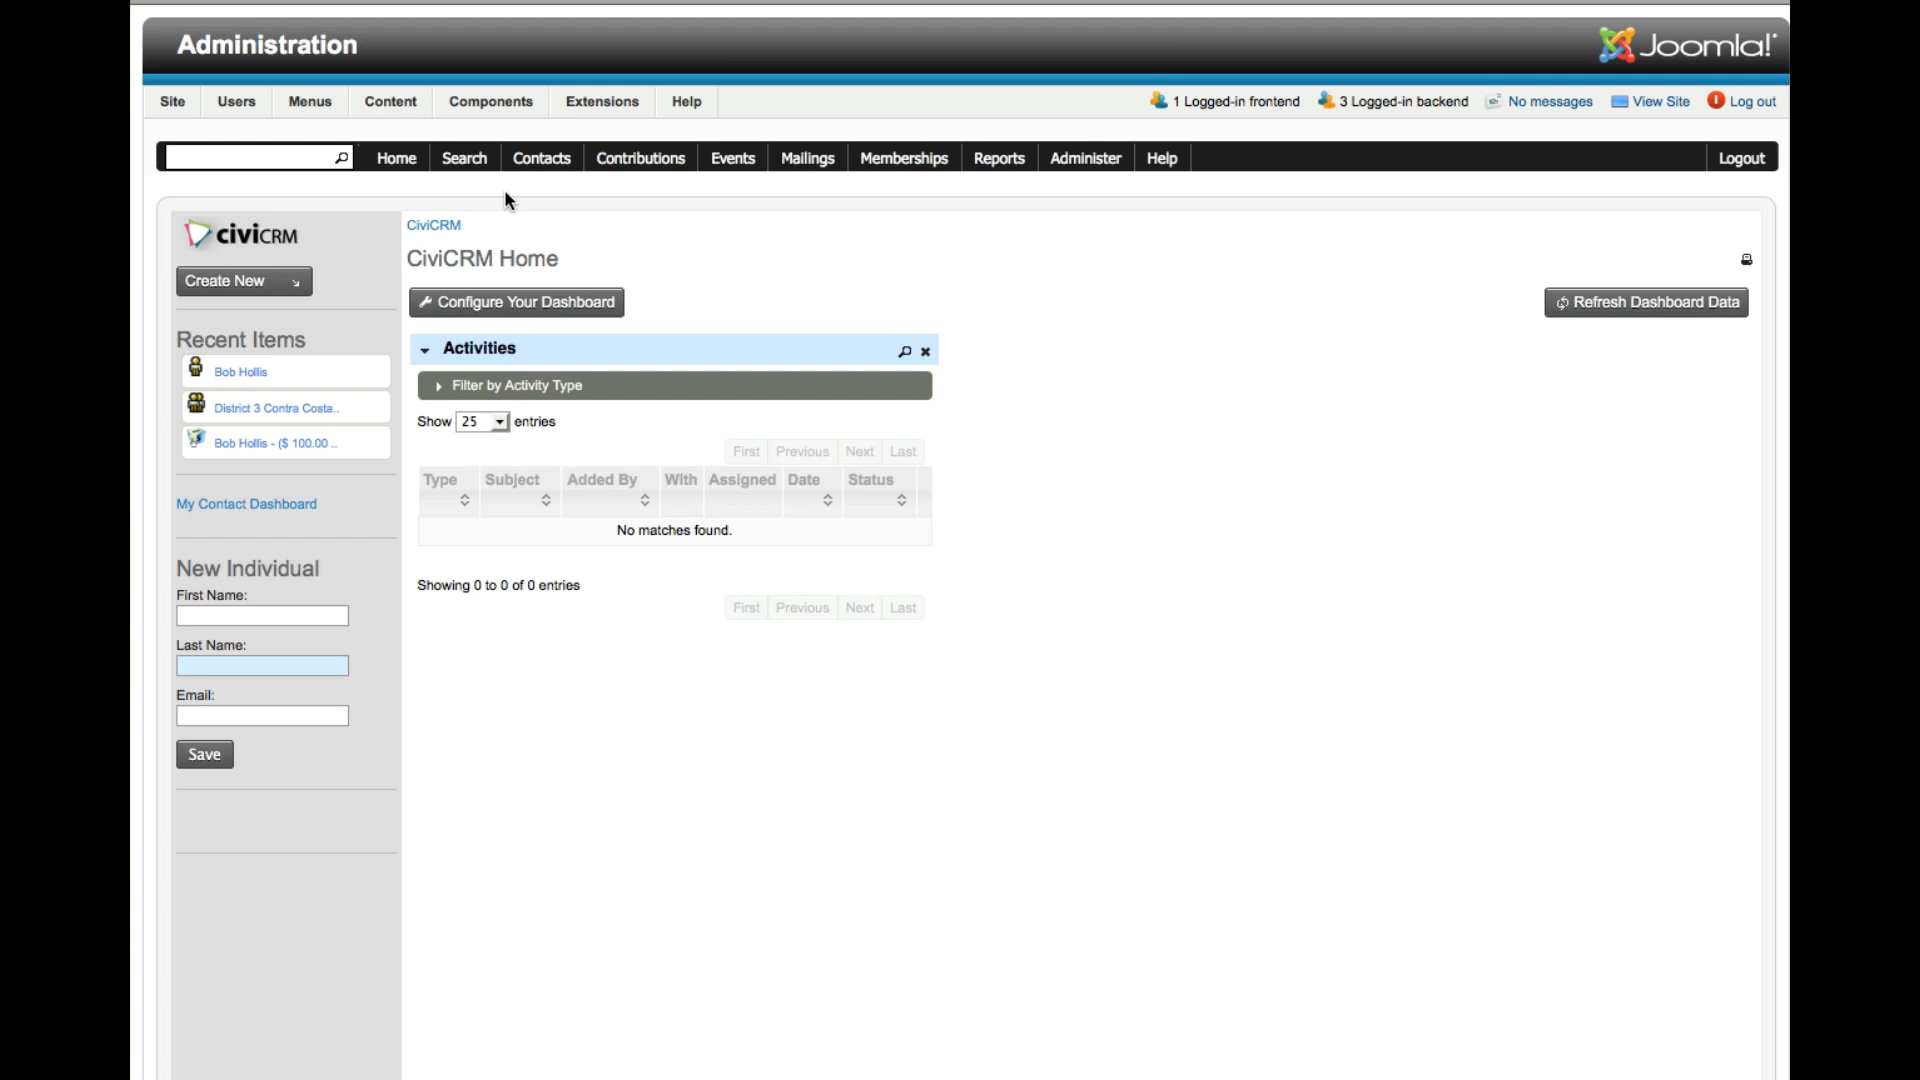 Administration
Joomla!
Site Users Menus Content Components Extensions Help 1 Logged-in frontend 3 Logged-in backend No messages View Site Log out
Home Search Contacts Contributions Events Mailings Memberships Reports Administer Help Logout
civiCRM
CiviCRM
CiviCRM Home
Create New
Configure Your Dashboard
Refresh Dashboard Data
Recent Items
Bob Hollis
District 3 Contra Costa..
Bob Hollis - ($ 100.00 ..
My Contact Dashboard
New Individual
First Name:
Last Name:
Email:
Save
Activities
Filter by Activity Type
Show 25 entries
First Previous Next Last
Type Subject Added By With Assigned Date Status
No matches found.
Showing 0 to 0 of 0 entries
First Previous Next Last